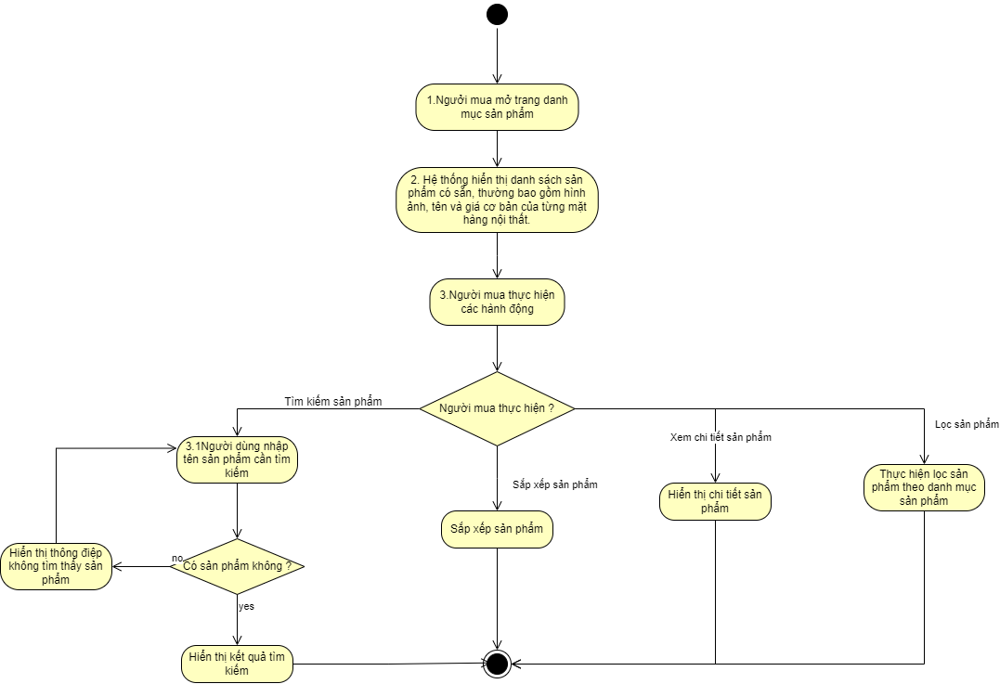 1.Người mua mở trang danh
mục sản phẩm
2. Hệ thống hiển thị danh sách sản
phẩm có sẵn, thường bao gồm hình
ảnh, tên và giá cơ bản của từng mặt
hàng nội thất.
3.Người mua thực hiện
các hành động
Người mua thực hiện ?
Tìm kiếm sản phẩm
Xem chi tiết sản phẩm
Lọc sản phẩm
Sắp xếp sản phẩm
3.1Người dùng nhập
tên sản phẩm cần tìm
kiếm
Thực hiện lọc sản
phẩm theo danh mục
sản phẩm
Hiển thị chi tiết sản
phẩm
Sắp xếp sản phẩm
Hiển thị thông điệp
không tìm thấy sản
phẩm
no
Có sản phẩm không ?
yes
Hiển thị kết quả tìm
kiếm